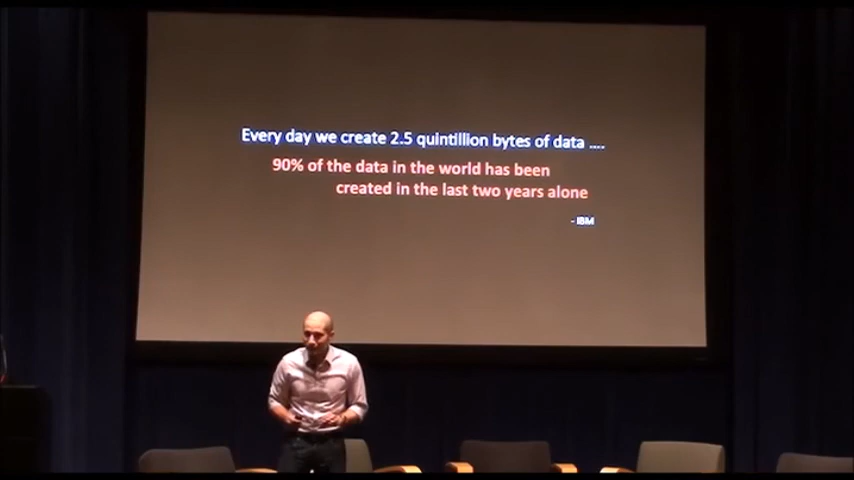 Every day we create 2.5 quintillion bytes of data ....
90% of the data in the world has been
created in the last two years alone
- IBM